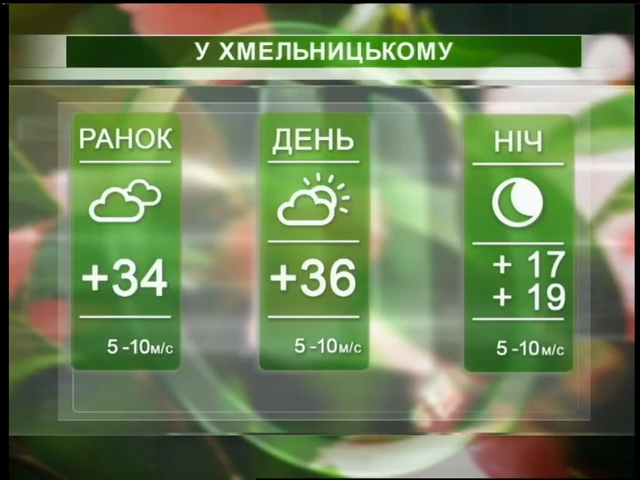 У ХМЕЛЬНИЦЬКОМУ
РАНОК
+34
5 -10м/с
ДЕНЬ
+36
5 -10м/с
НІЧ
+ 17
+ 19
5 -10м/с